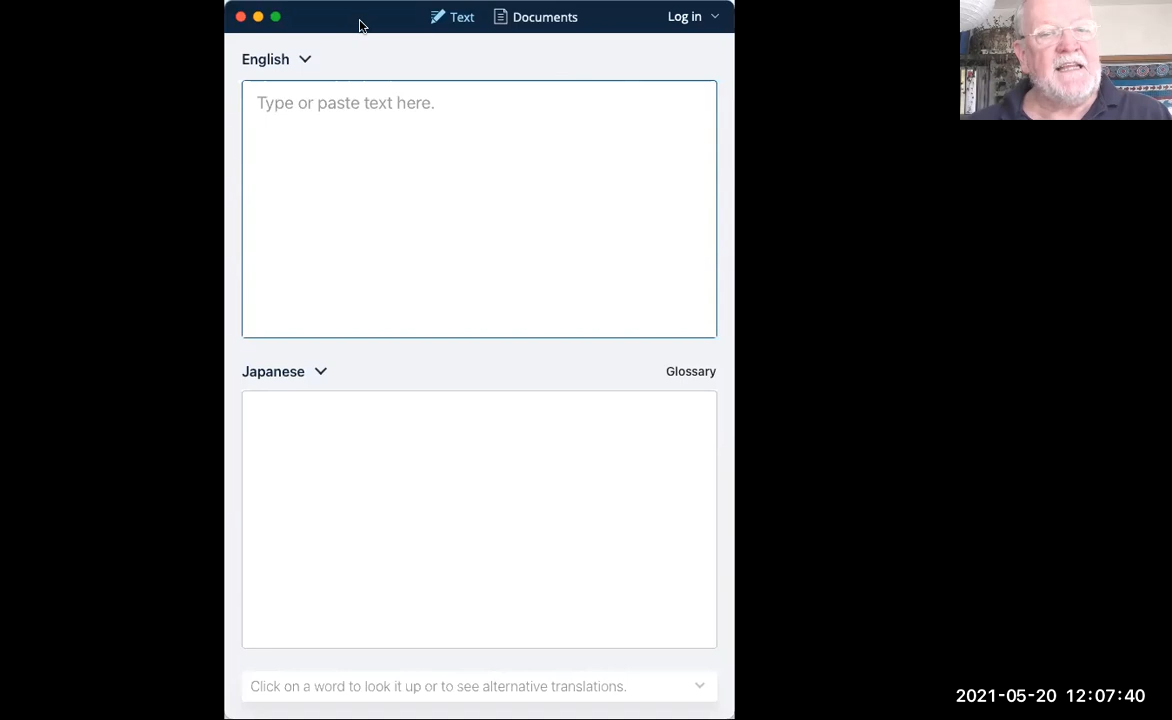 Text Documents Log in
English
Type or paste text here.
Japanese Glossary
Click on a word to look it up or to see alternative translations.
2021-05-20 12:07:40